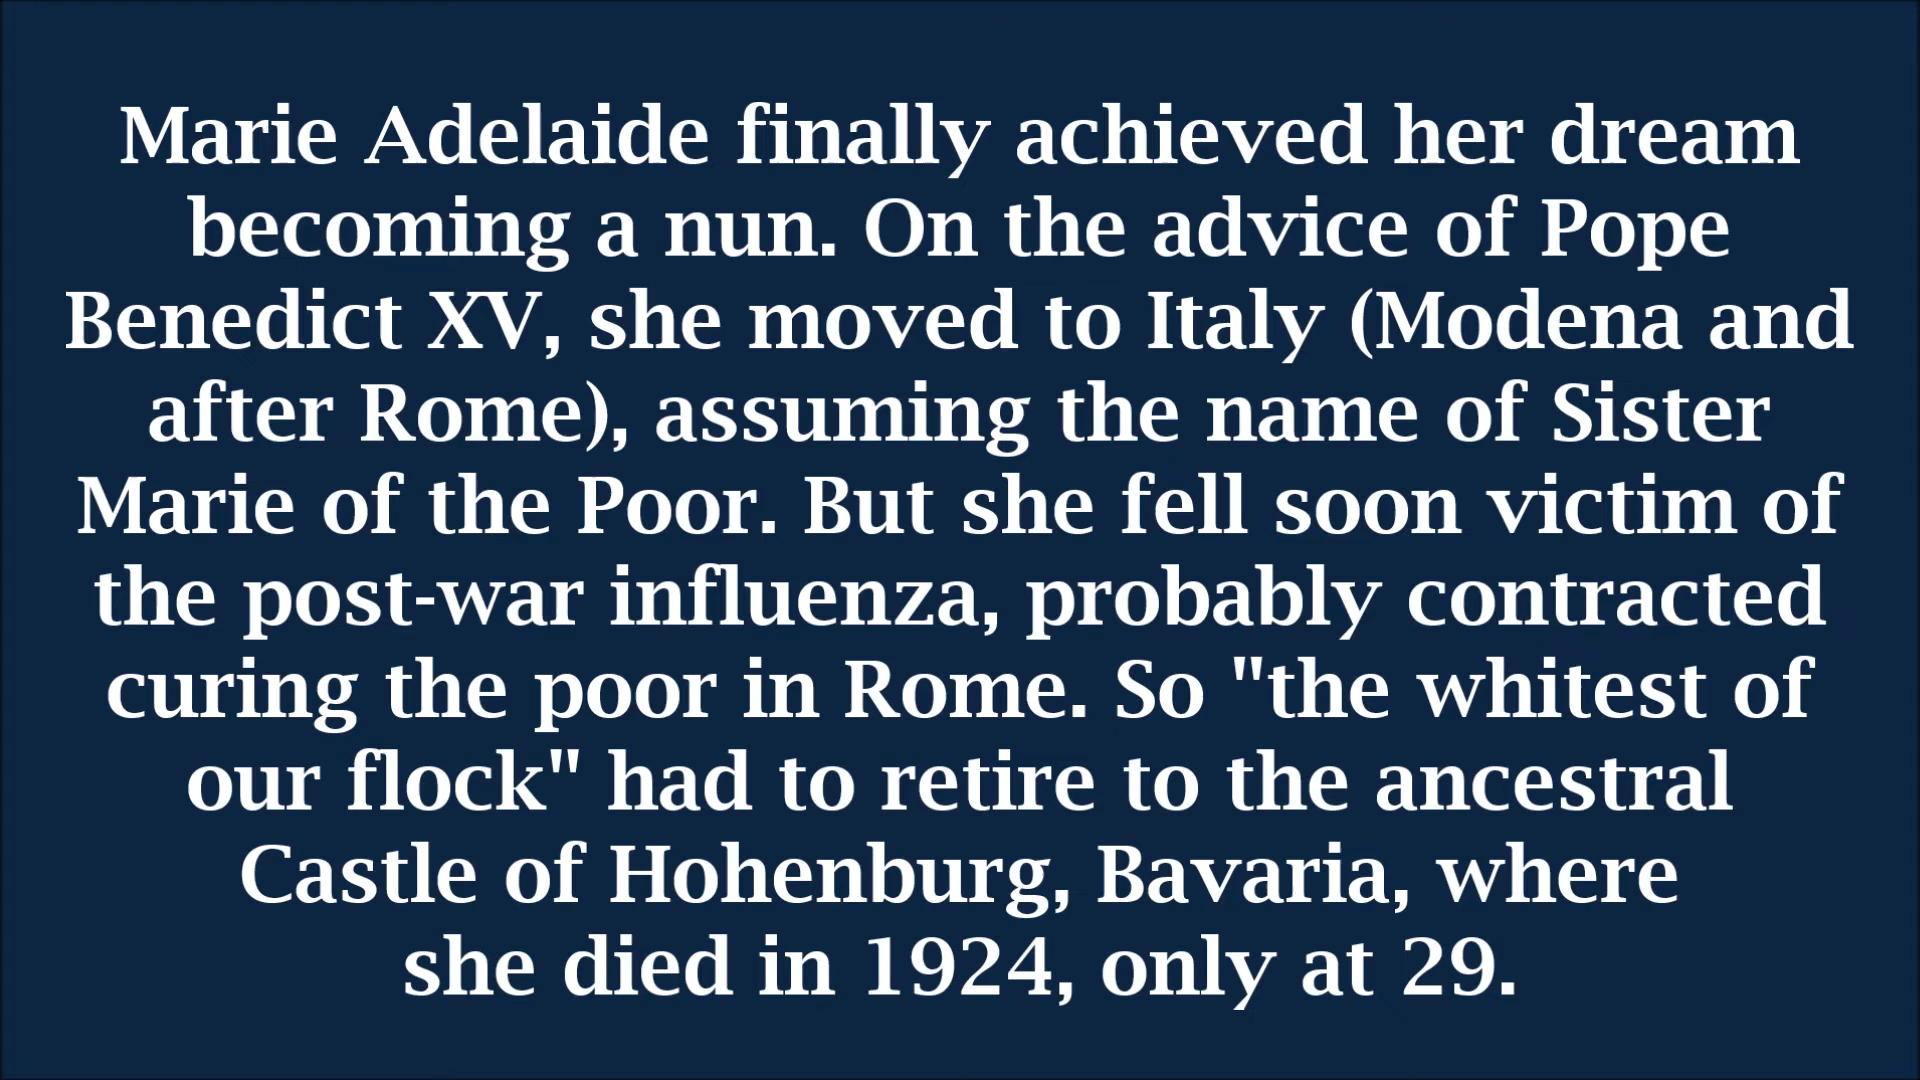 Marie Adelaide finally achieved her dream
becoming a nun. On the advice of Pope
Benedict XV, she moved to Italy (Modena and
after Rome), assuming the name of Sister
Marie of the Poor. But she fell soon victim of
the post-war influenza, probably contracted
curing the poor in Rome. So "the whitest of
our flock" had to retire to the ancestral
Castle of Hohenburg, Bavaria, where
she died in 1924, only at 29.